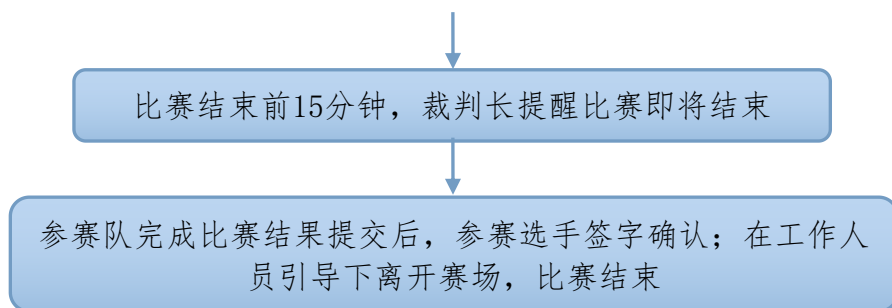 比赛结束前15分钟，裁判长提醒比赛即将结束
参赛队完成比赛结果提交后，参赛选手签字确认；在工作人
员引导下离开赛场，比赛结束